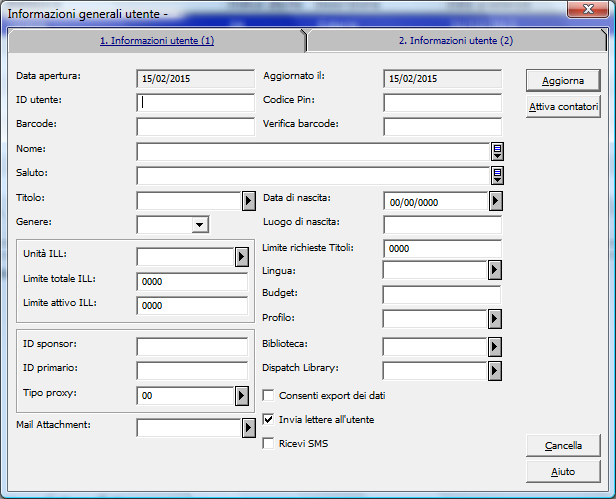 Informazioni generali utente -
1. Informazioni utente (1) 2. Informazioni utente (2)
Data apertura: 15/02/2015 Aggiornato il: 15/02/2015 Aggiorna
ID utente: Codice Pin: Attiva contatori
Barcode: Verifica barcode:
Nome:
Saluto:
Titolo: Data di nascita: 00/00/0000
Genere: Luogo di nascita:
Unità ILL: Limite richieste Titoli: 0000
Limite totale ILL: 0000 Lingua:
Limite attivo ILL: 0000 Budget:
Profilo:
ID sponsor: Biblioteca:
ID primario: Dispatch Library:
Tipo proxy: 00 Consenti export dei dati
Mail Attachment: Invia lettere all'utente
Ricevi SMS Cancella
Aiuto